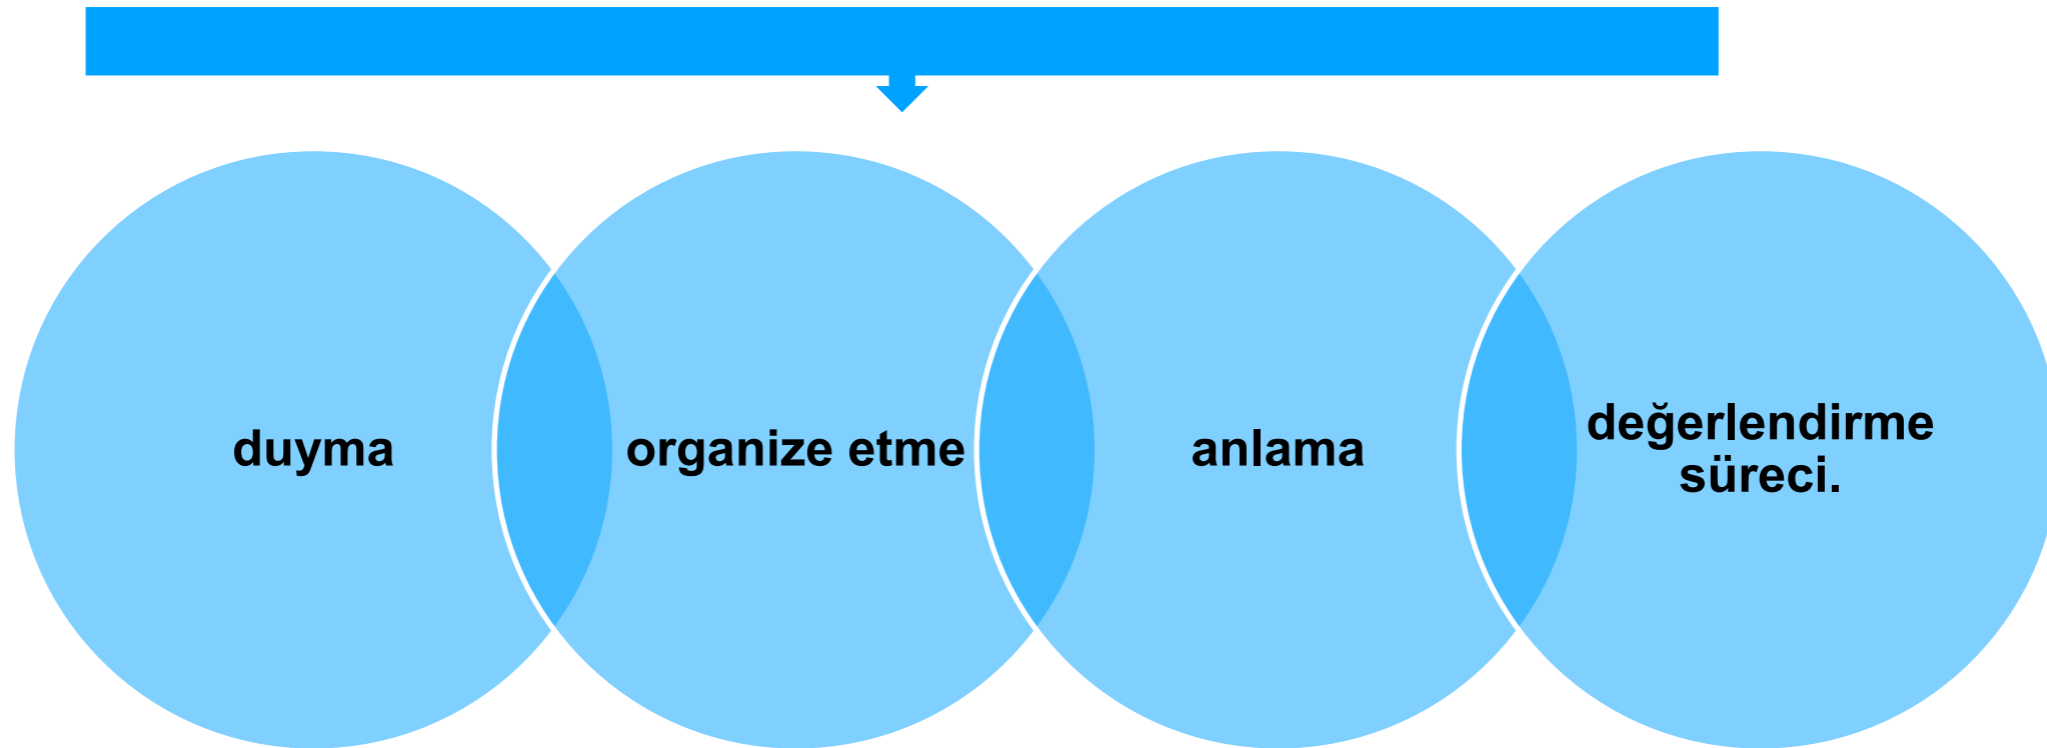 duyma
organize etme
anlama
değerlendirme
süreci.